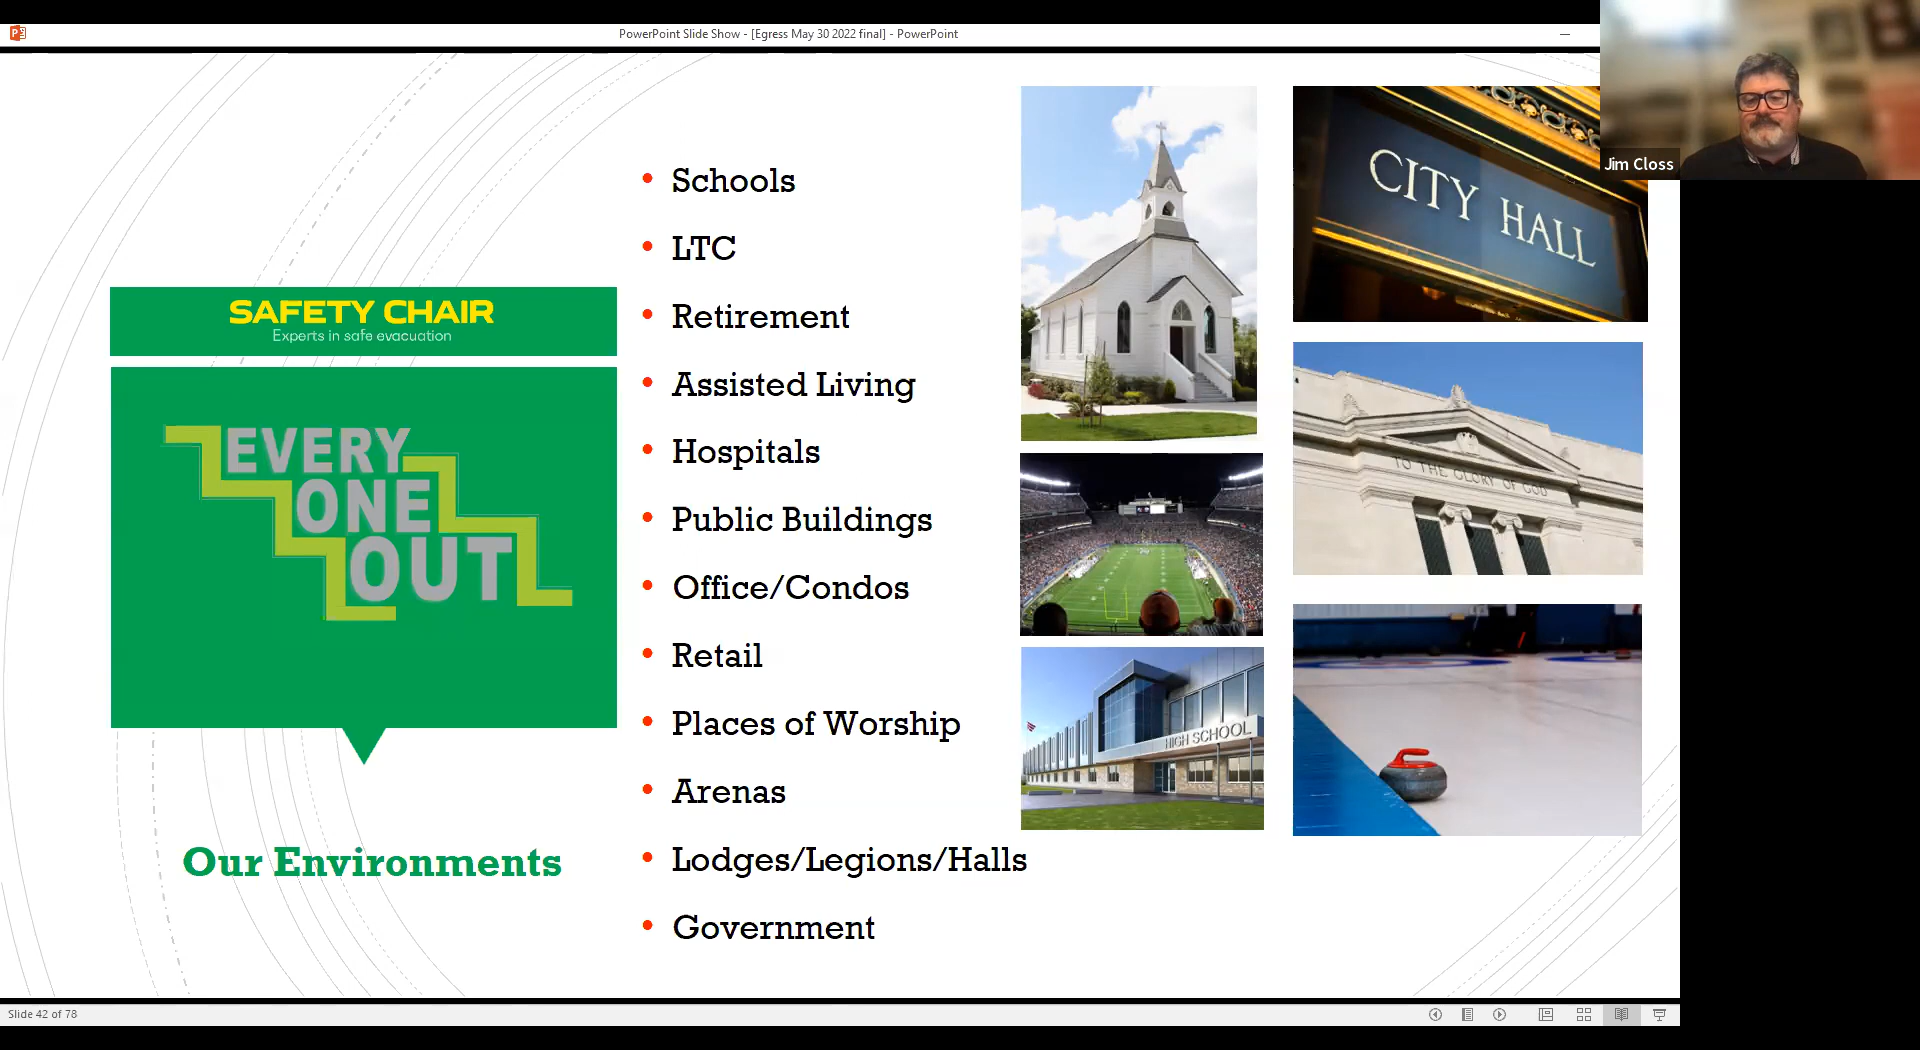 PowerPoint Slide Show - [Egress May 30 2022 final] - PowerPoint
Jim Closs
SAFETY CHAIR
Experts in safe evacuation
EVERY
ONE
OUT
Our Environments
• Schools
• LTC
• Retirement
• Assisted Living
• Hospitals
• Public Buildings
• Office/Condos
• Retail
• Places of Worship
• Arenas
• Lodges/Legions/Halls
• Government
CITY HALL
TO THE GLORY OF GOD
HIGH SCHOOL
Slide 42 of 78